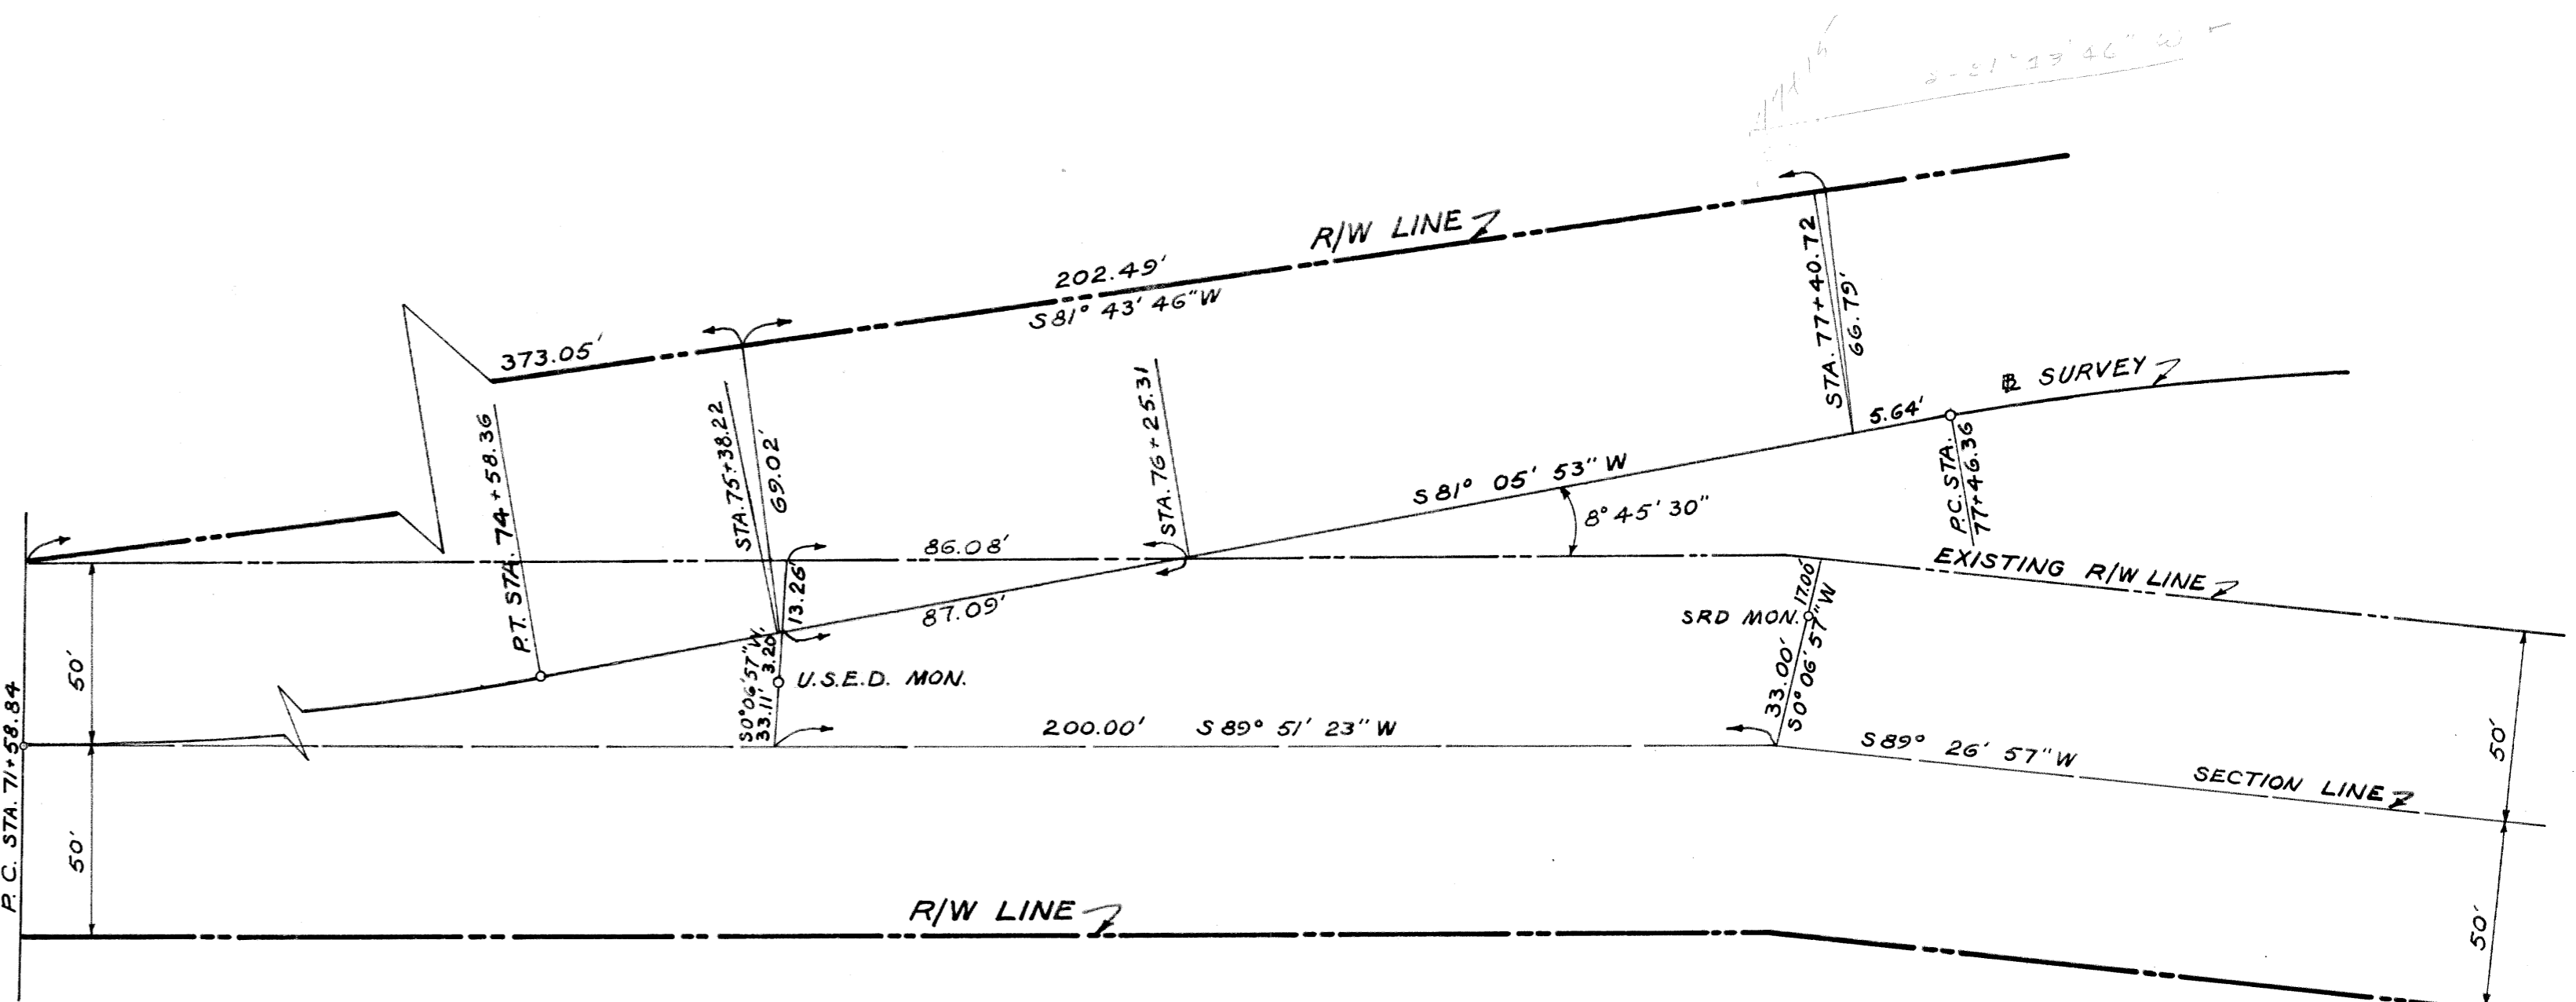 R/W LINE
202.49'
S 81° 43' 46" W
373.05'
P.T. STA. 74+58.36
STA. 75+38.22
69.02'
STA. 76+25.31
STA. 77+40.72
66.79'
℄ SURVEY
5.64'
P.C. STA.
77+46.36
S 81° 05' 53" W
8° 45' 30"
86.08'
13.26'
87.09'
EXISTING R/W LINE
17.00'
SRD MON.
33.00'
S 0° 06' 57" W
S 0° 06' 57" W
33.11'
3.20'
U.S.E.D. MON.
50'
50'
P.C. STA. 71+58.84
200.00' S 89° 51' 23" W
S 89° 26' 57" W
SECTION LINE
50'
50'
R/W LINE